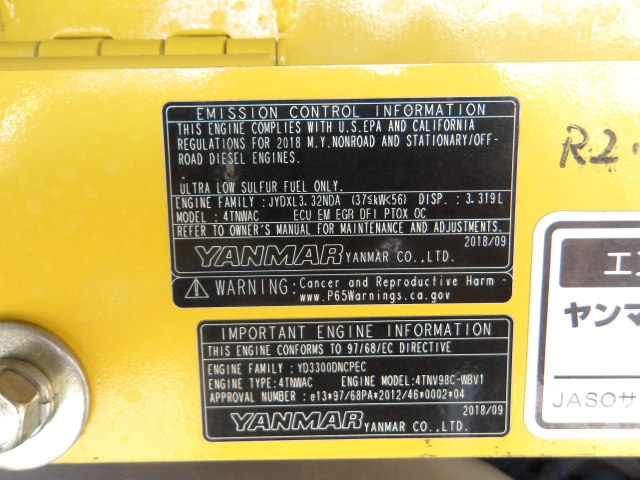 EMISSION CONTROL INFORMATION
THIS ENGINE COMPLIES WITH U.S.EPA AND CALIFORNIA
REGULATIONS FOR 2018 M.Y.NONROAD AND STATIONARY/OFF-
ROAD DIESEL ENGINES.
ULTRA LOW SULFUR FUEL ONLY.
ENGINE FAMILY : JYDXL3.32NDA (37≤kW<56) DISP. : 3.319L
MODEL : 4TNWAC ECU EM EGR DFI PTOX OC
REFER TO OWNER'S MANUAL FOR MAINTENANCE AND ADJUSTMENTS.
2018/09
YANMAR YANMAR CO.,LTD.
WARNING: Cancer and Reproductive Harm -
www.P65Warnings.ca.gov
IMPORTANT ENGINE INFORMATION
THIS ENGINE CONFORMS TO 97/68/EC DIRECTIVE
ENGINE FAMILY : YD3300DNCPEC
ENGINE TYPE:4TNWAC ENGINE MODEL:4TNV98C-WBV1
APPROVAL NUMBER : e13*97/68PA*2012/46*0002*04
2018/09
YANMAR YANMAR CO.,LTD.
R.2.
エ
ヤンマ
JASOサ